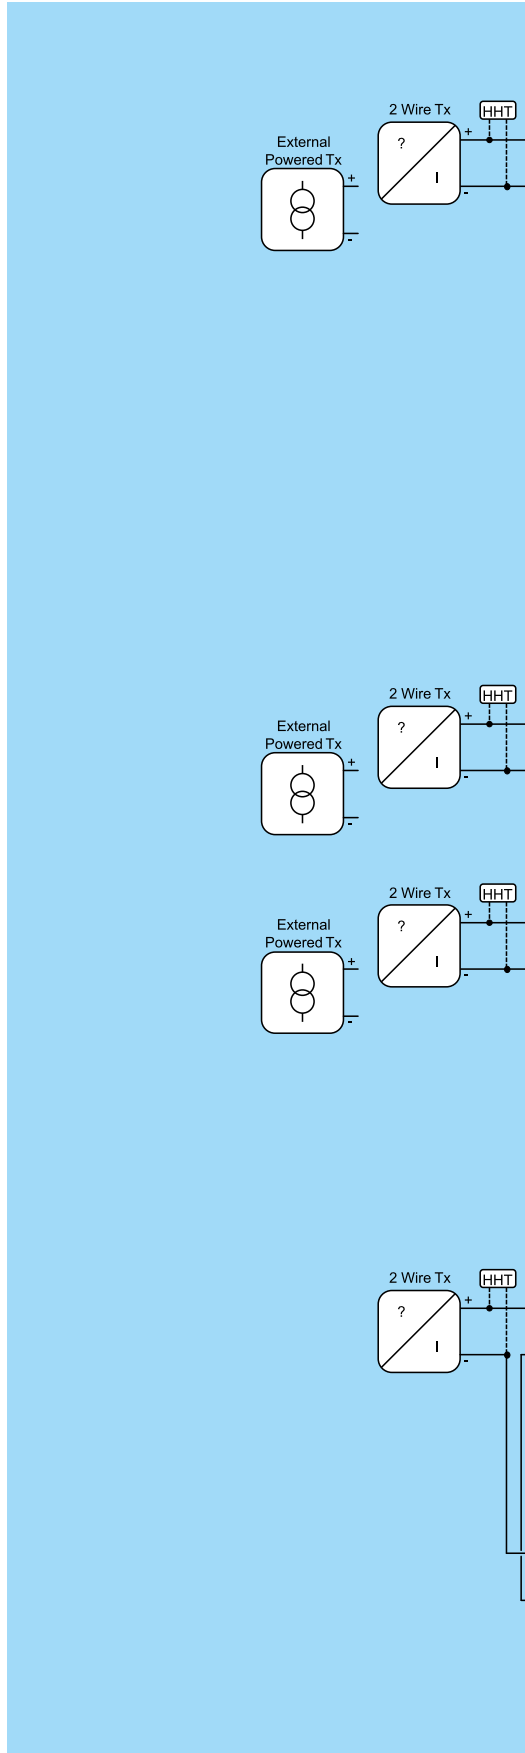 2 Wire Tx
HHT
+
?
External
Powered Tx
I
+
-
-
2 Wire Tx
HHT
+
?
External
Powered Tx
I
+
-
-
2 Wire Tx
HHT
+
?
External
Powered Tx
I
+
-
-
2 Wire Tx
HHT
+
?
I
-